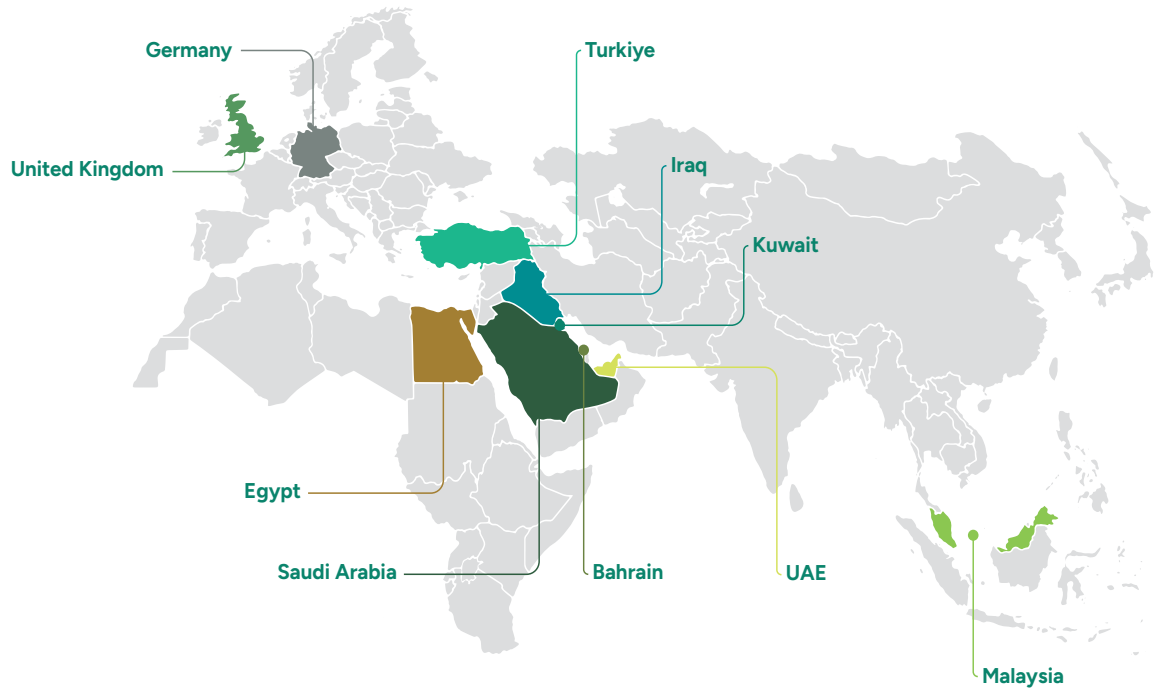 Germany
Turkiye
United Kingdom
Iraq
Kuwait
Egypt
Saudi Arabia
Bahrain
UAE
Malaysia